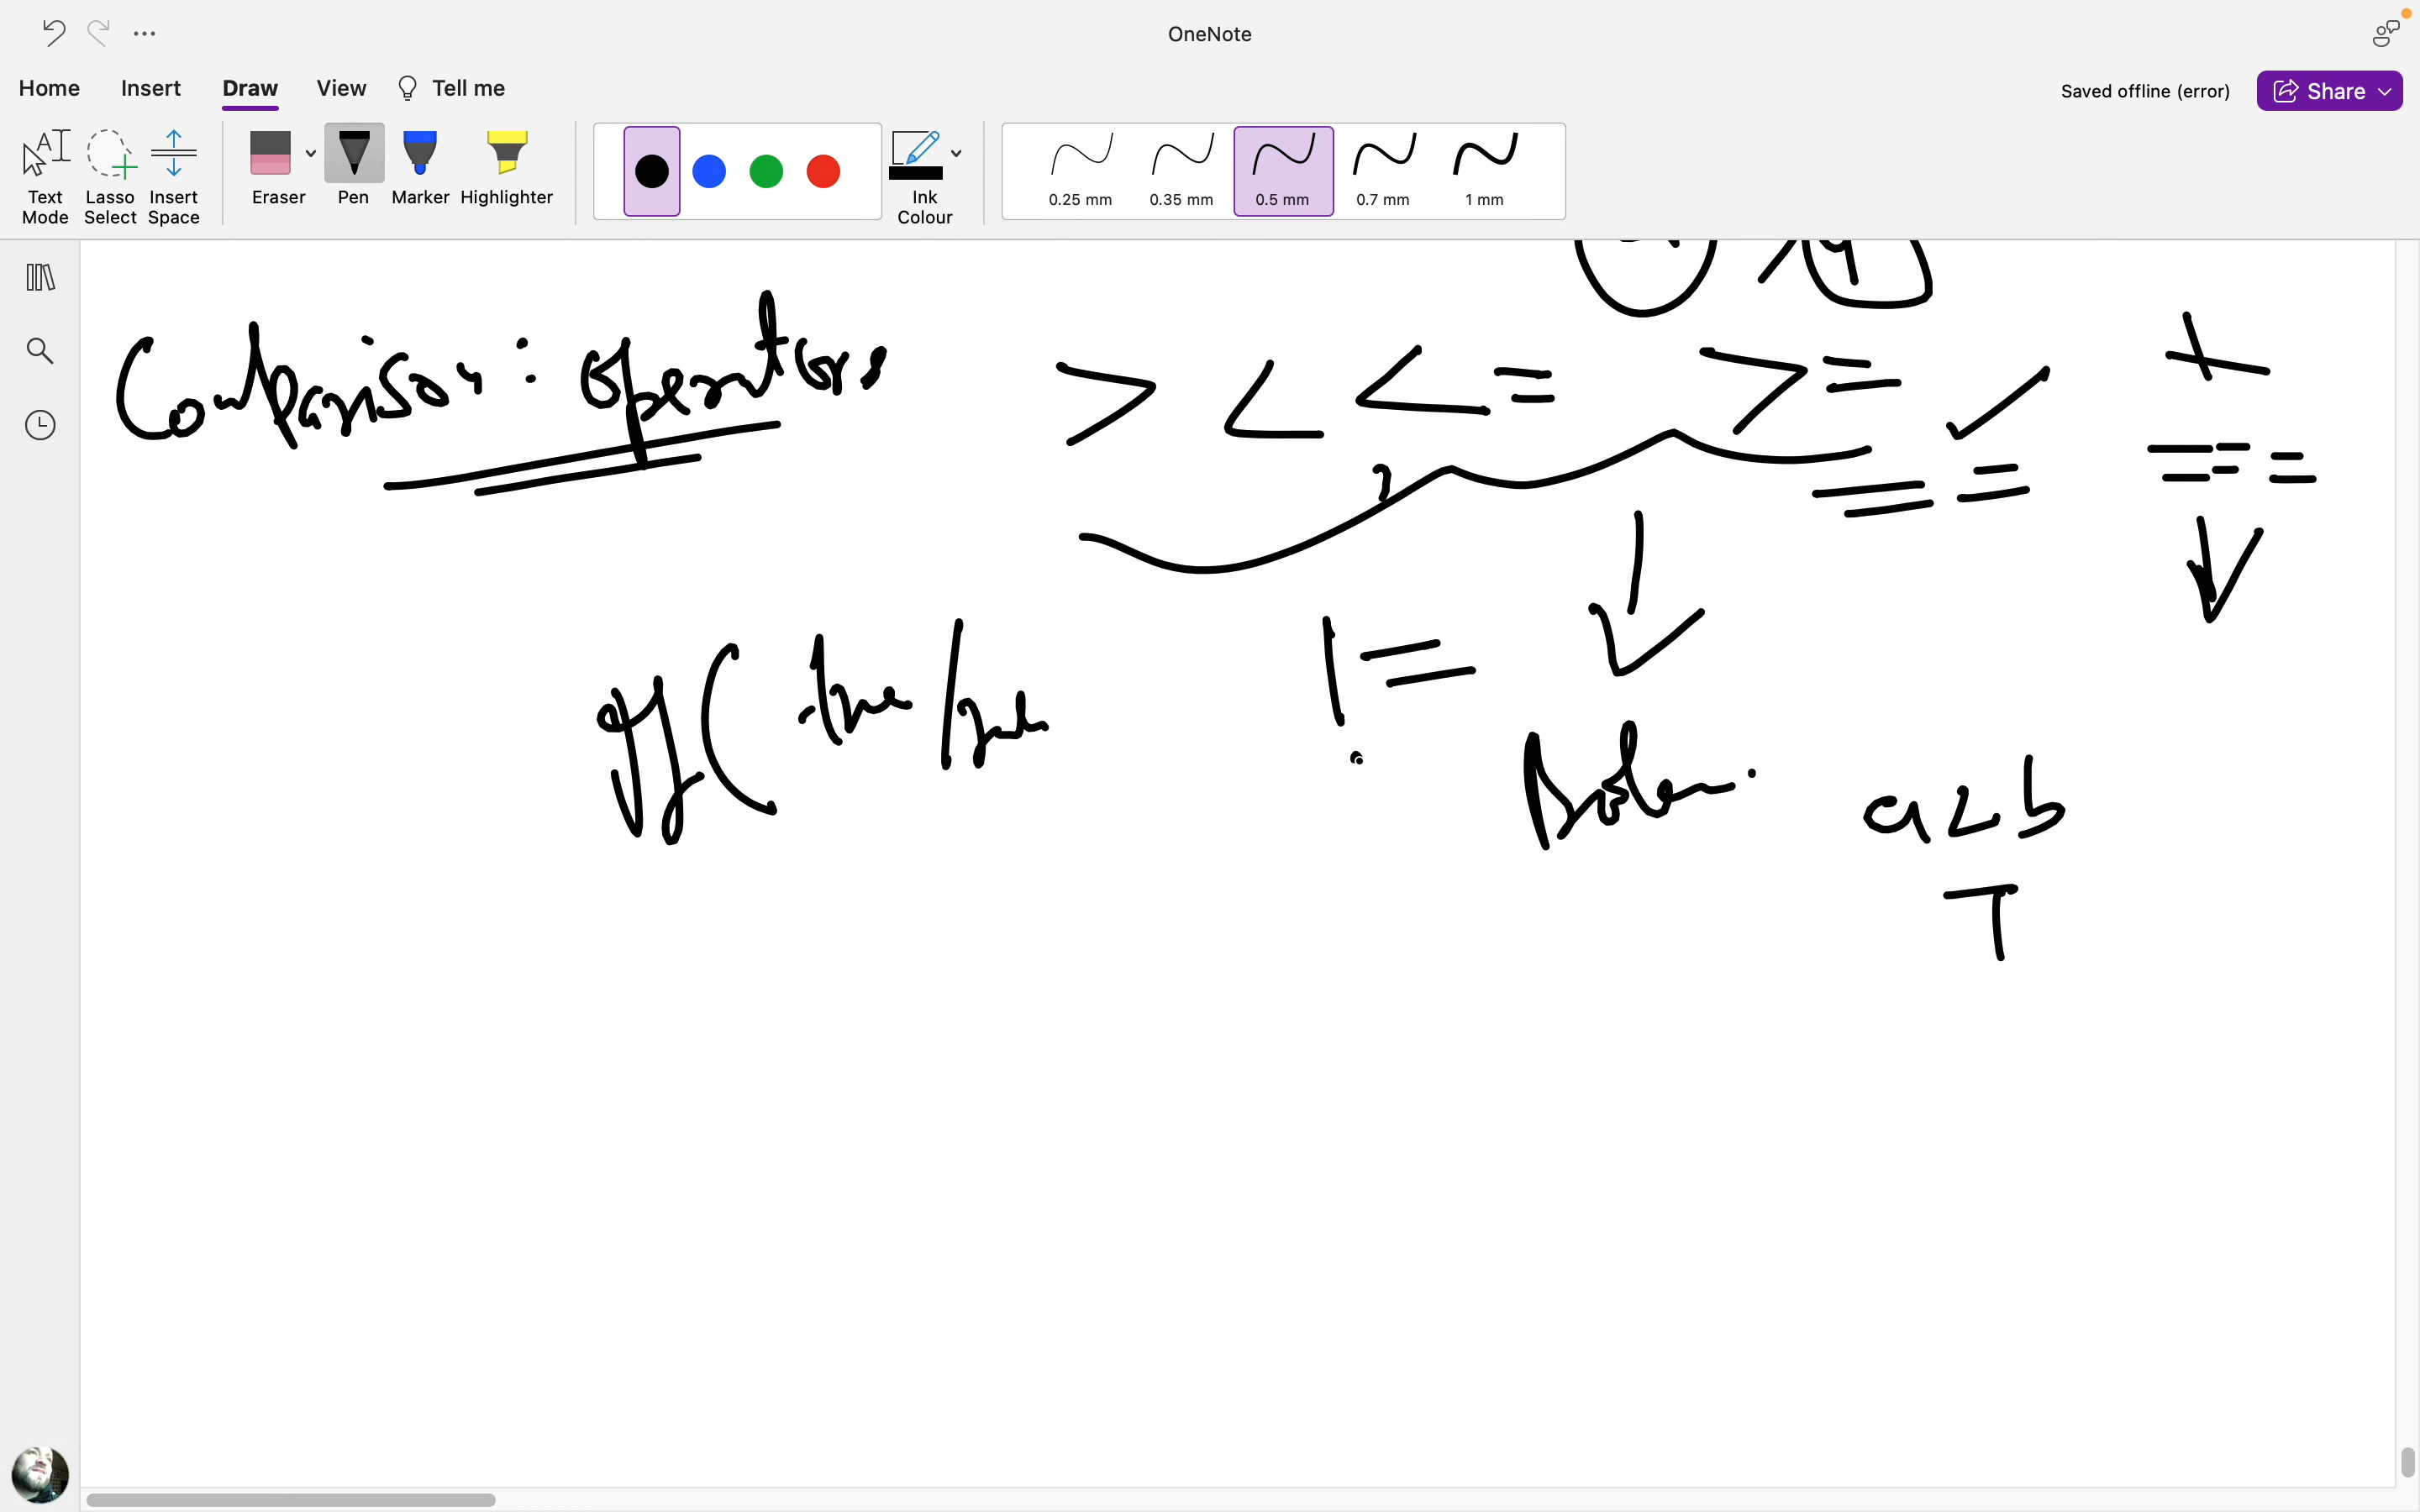 OneNote
Home Insert Draw View Tell me
Saved offline (error) Share
Text Mode Lasso Select Insert Space Eraser Pen Marker Highlighter Ink Colour
0.25 mm 0.35 mm 0.5 mm 0.7 mm 1 mm
Comparison: operators > < <= >= +
== = ===
if ( true / !=
a < b
T